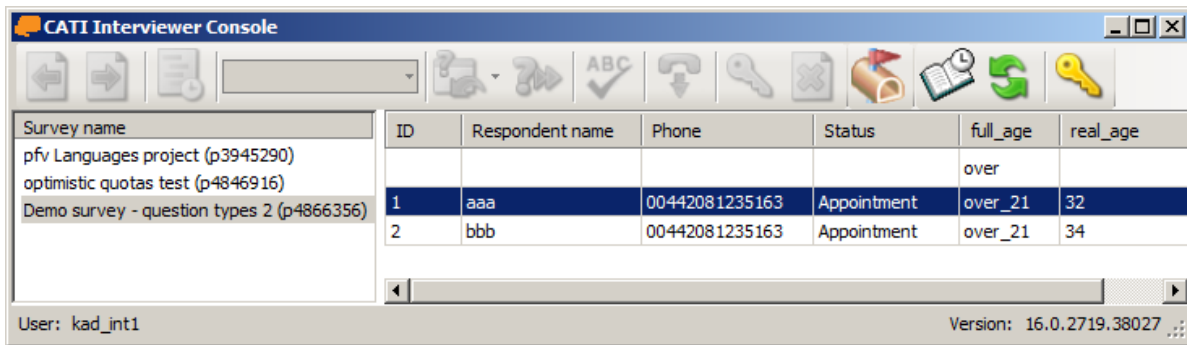 CATI Interviewer Console
ABC
Survey name
pfv Languages project (p3945290)
optimistic quotas test (p4846916)
Demo survey - question types 2 (p4866356)
ID Respondent name Phone Status full_age real_age
over
1 aaa 00442081235163 Appointment over_21 32
2 bbb 00442081235163 Appointment over_21 34
User: kad_int1 Version: 16.0.2719.38027